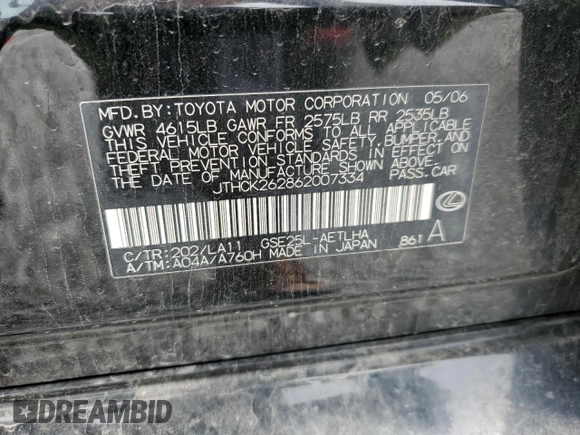 MFD. BY: TOYOTA MOTOR CORPORATION 05/06
GVWR 4615LB GAWR FR 2575LB RR 2535LB
THIS VEHICLE CONFORMS TO ALL APPLICABLE
FEDERAL MOTOR VEHICLE SAFETY, BUMPER, AND
THEFT PREVENTION STANDARDS IN EFFECT ON
THE DATE OF MANUFACTURE SHOWN ABOVE.
JTHCK262862007334 PASS. CAR
C/TR: 202/LA11 GSE25L-AETLHA
A/TM: A04A/A760H MADE IN JAPAN 861 A
DREAMBID